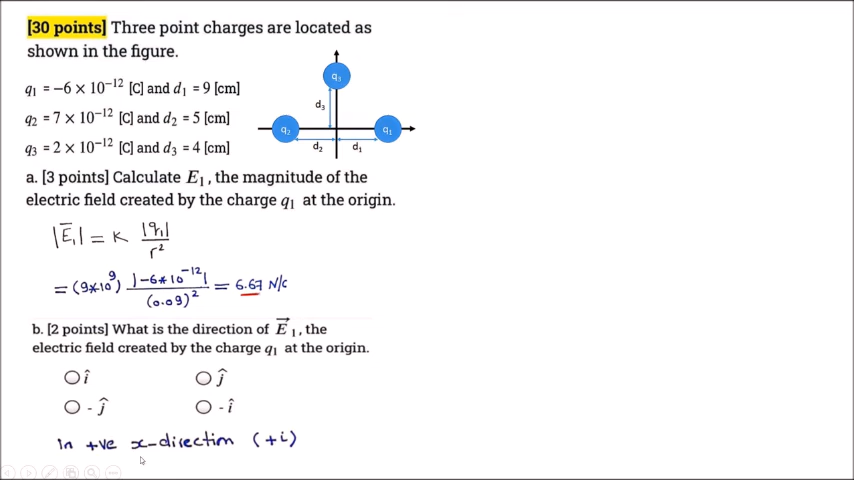 [30 points] Three point charges are located as
shown in the figure.
q₁ = −6 × 10⁻¹² [C] and d₁ = 9 [cm]
q₂ = 7 × 10⁻¹² [C] and d₂ = 5 [cm]
q₃ = 2 × 10⁻¹² [C] and d₃ = 4 [cm]
q₃
d₃
q₂
q₁
d₂
d₁
a. [3 points] Calculate E₁, the magnitude of the
electric field created by the charge q₁ at the origin.
|E̅₁| = K |q₁| / r²
= (9*10⁹) |−6*10⁻¹²| / (0.09)² = 6.67 N/C
b. [2 points] What is the direction of E⃗₁, the
electric field created by the charge q₁ at the origin.
î
ĵ
- ĵ
- î
In +ve x-direction (+i)